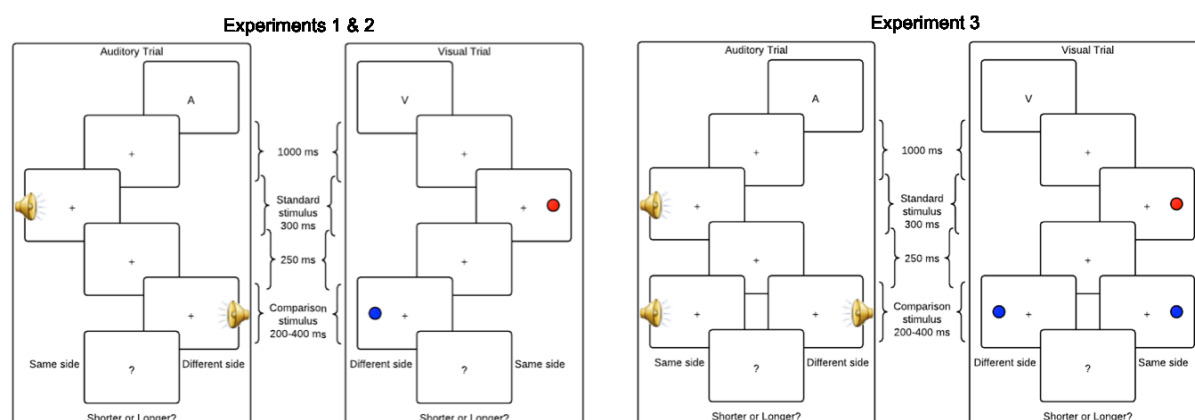 Experiments 1 & 2
Auditory Trial
A
+
+
+
+
?
Same side
Different side
Shorter or Longer?
1000 ms
Standard
stimulus
300 ms
250 ms
Comparison
stimulus
200-400 ms
Visual Trial
V
+
+
+
+
?
Different side
Same side
Shorter or Longer?
Experiment 3
Auditory Trial
A
+
+
+
+
+
?
Same side
Different side
Shorter or Longer?
1000 ms
Standard
stimulus
300 ms
250 ms
Comparison
stimulus
200-400 ms
Visual Trial
V
+
+
+
+
+
?
Different side
Same side
Shorter or Longer?